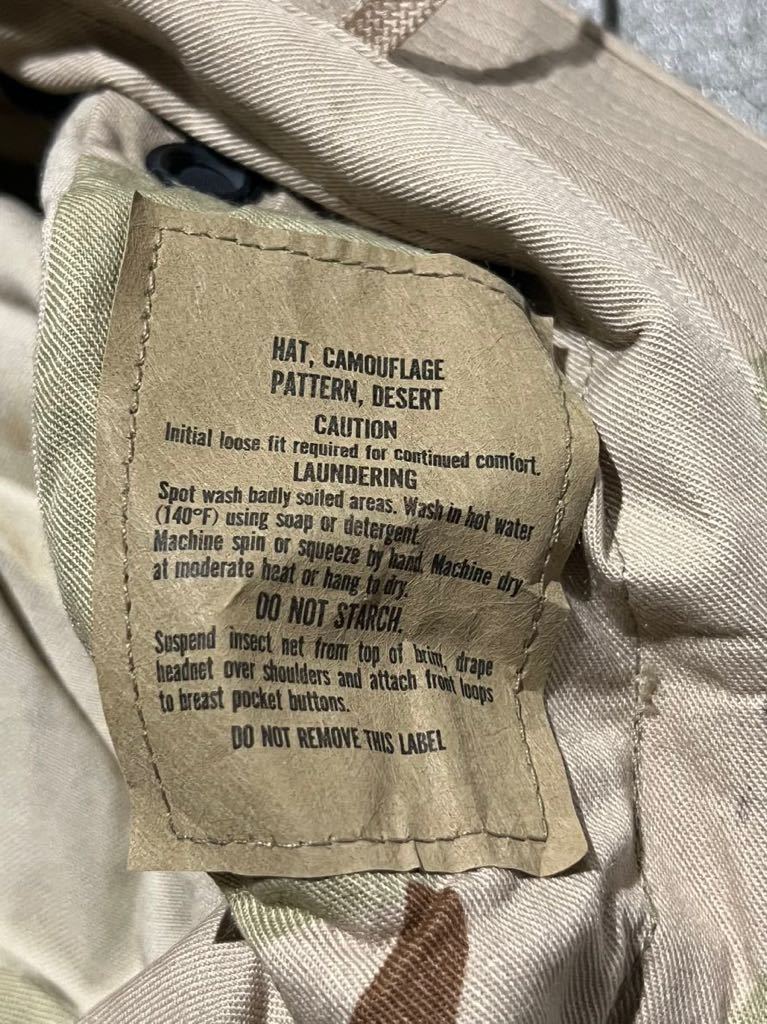 HAT, CAMOUFLAGE
PATTERN, DESERT
CAUTION
Initial loose fit required for continued comfort.
LAUNDERING
Spot wash badly soiled areas. Wash in hot water
(140°F) using soap or detergent.
Machine spin or squeeze by hand. Machine dry
at moderate heat or hang to dry.
DO NOT STARCH.
Suspend insect net from top of brim, drape
headnet over shoulders and attach front loops
to breast pocket buttons.
DO NOT REMOVE THIS LABEL